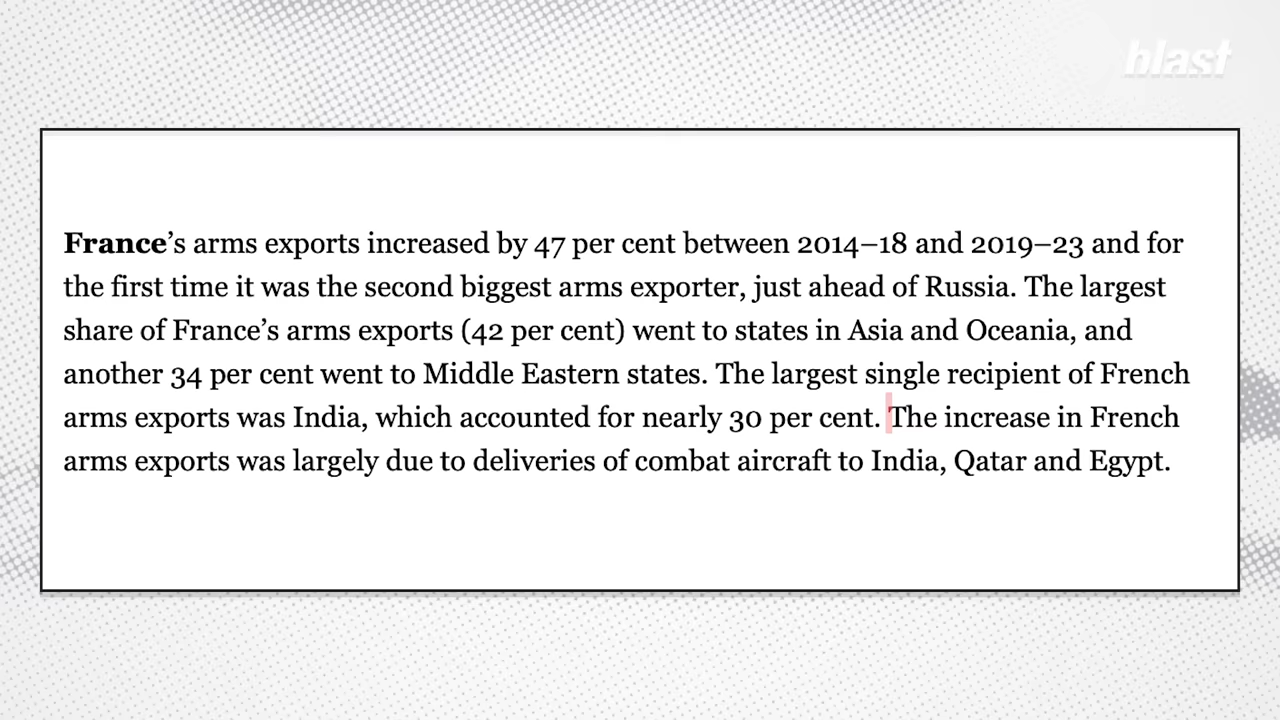 blast
France’s arms exports increased by 47 per cent between 2014–18 and 2019–23 and for
the first time it was the second biggest arms exporter, just ahead of Russia. The largest
share of France’s arms exports (42 per cent) went to states in Asia and Oceania, and
another 34 per cent went to Middle Eastern states. The largest single recipient of French
arms exports was India, which accounted for nearly 30 per cent. The increase in French
arms exports was largely due to deliveries of combat aircraft to India, Qatar and Egypt.